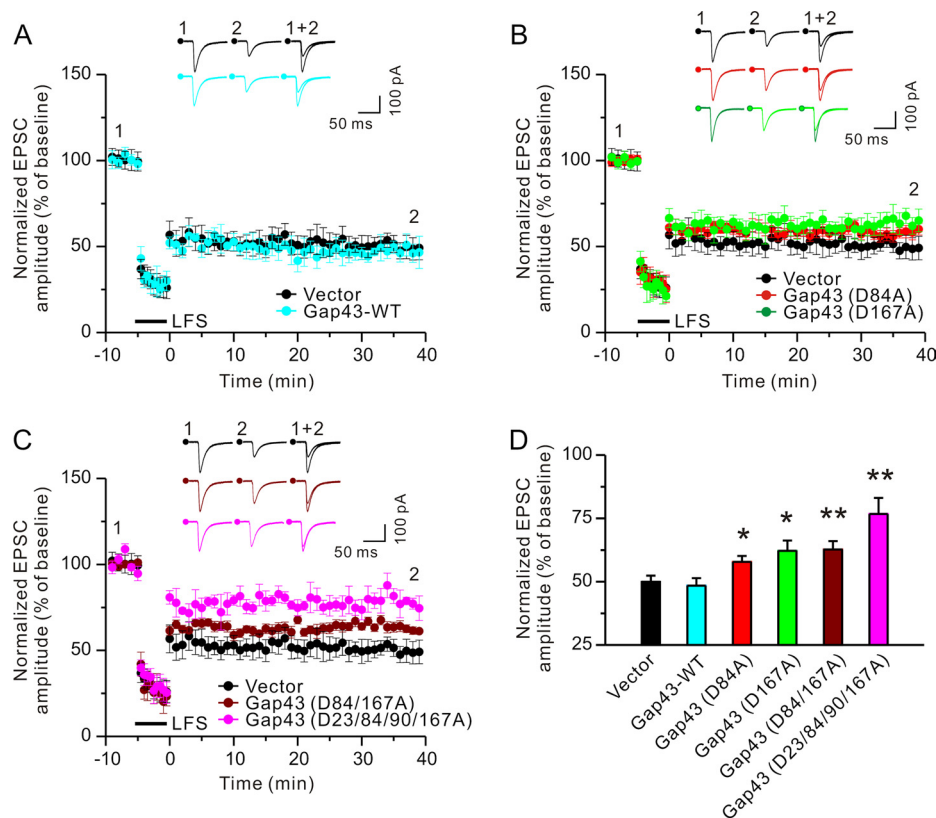 A
1 2 1+2
150
100
50
0
1
2
50 ms
100 pA
Normalized EPSC
amplitude (% of baseline)
Vector
Gap43-WT
LFS
-10 0 10 20 30 40
Time (min)
B
1 2 1+2
150
100
50
0
1
2
50 ms
100 pA
Normalized EPSC
amplitude (% of baseline)
Vector
Gap43 (D84A)
Gap43 (D167A)
LFS
-10 0 10 20 30 40
Time (min)
C
1 2 1+2
150
100
50
0
1
2
50 ms
100 pA
Normalized EPSC
amplitude (% of baseline)
Vector
Gap43 (D84/167A)
Gap43 (D23/84/90/167A)
LFS
-10 0 10 20 30 40
Time (min)
D
100
75
50
25
Normalized EPSC
amplitude (% of baseline)
* * ** **
Vector
Gap43-WT
Gap43 (D84A)
Gap43 (D167A)
Gap43 (D84/167A)
Gap43 (D23/84/90/167A)